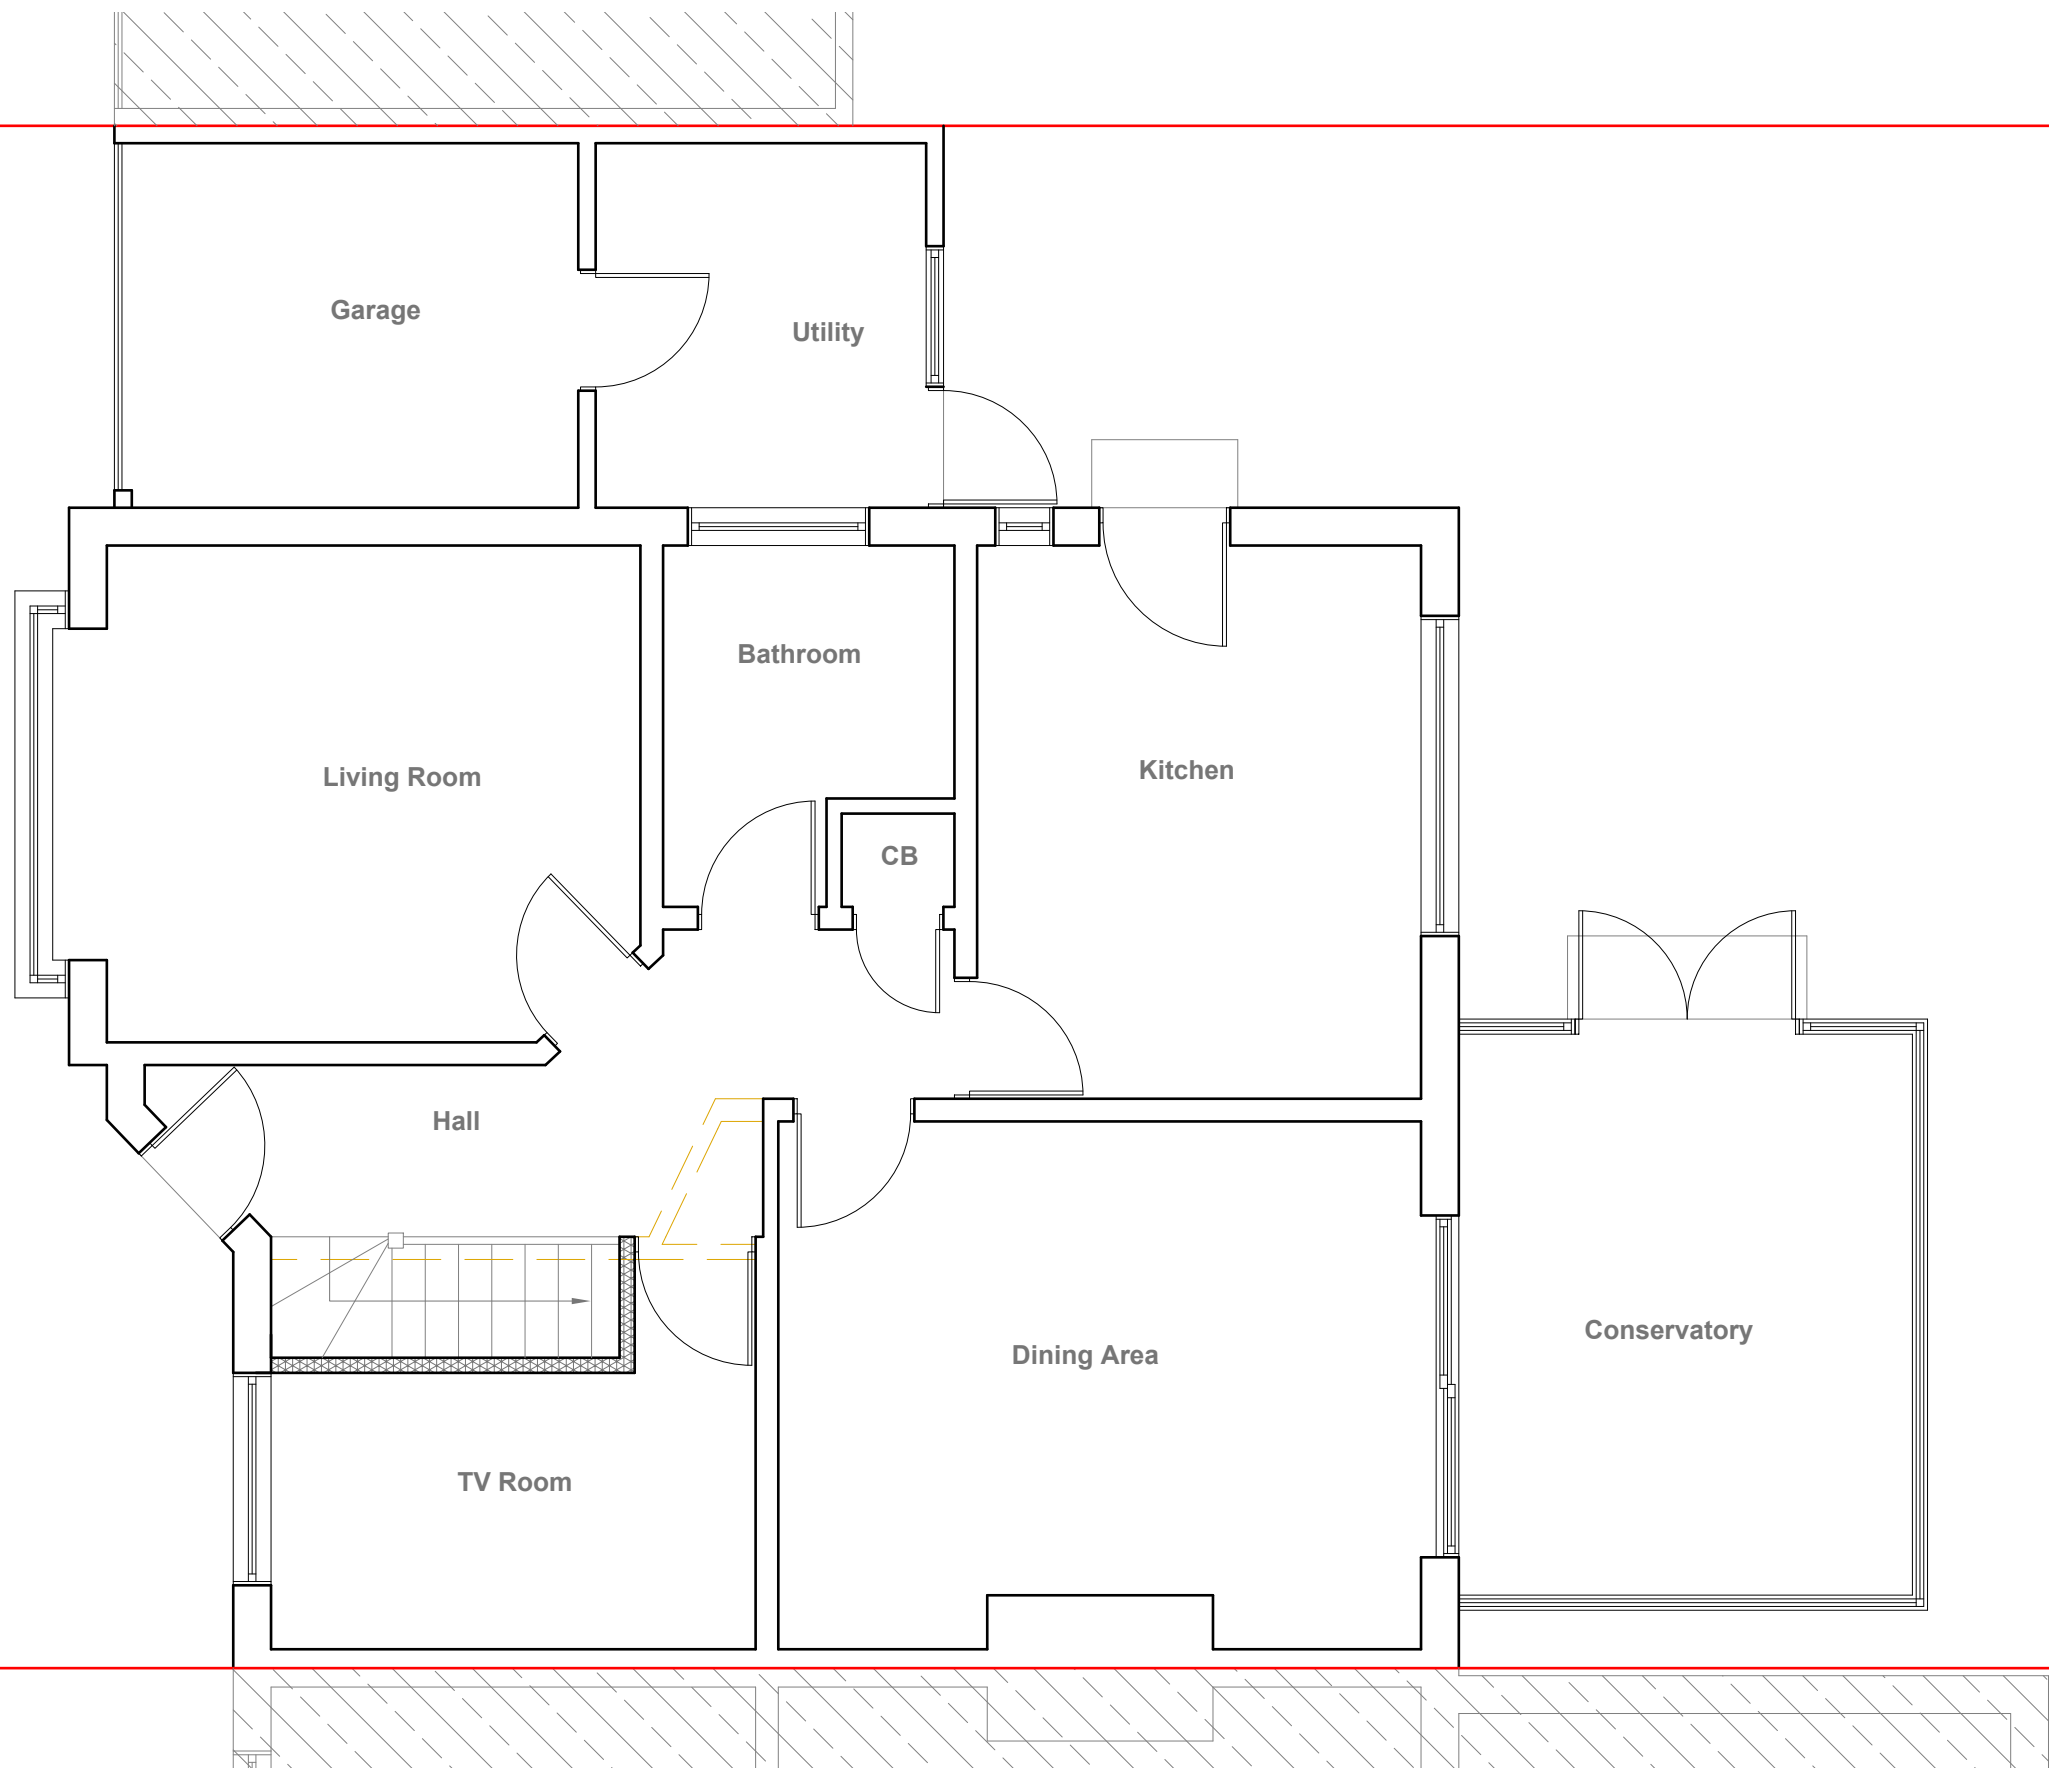 Garage
Utility
Bathroom
Living Room
Kitchen
CB
Hall
Conservatory
Dining Area
TV Room